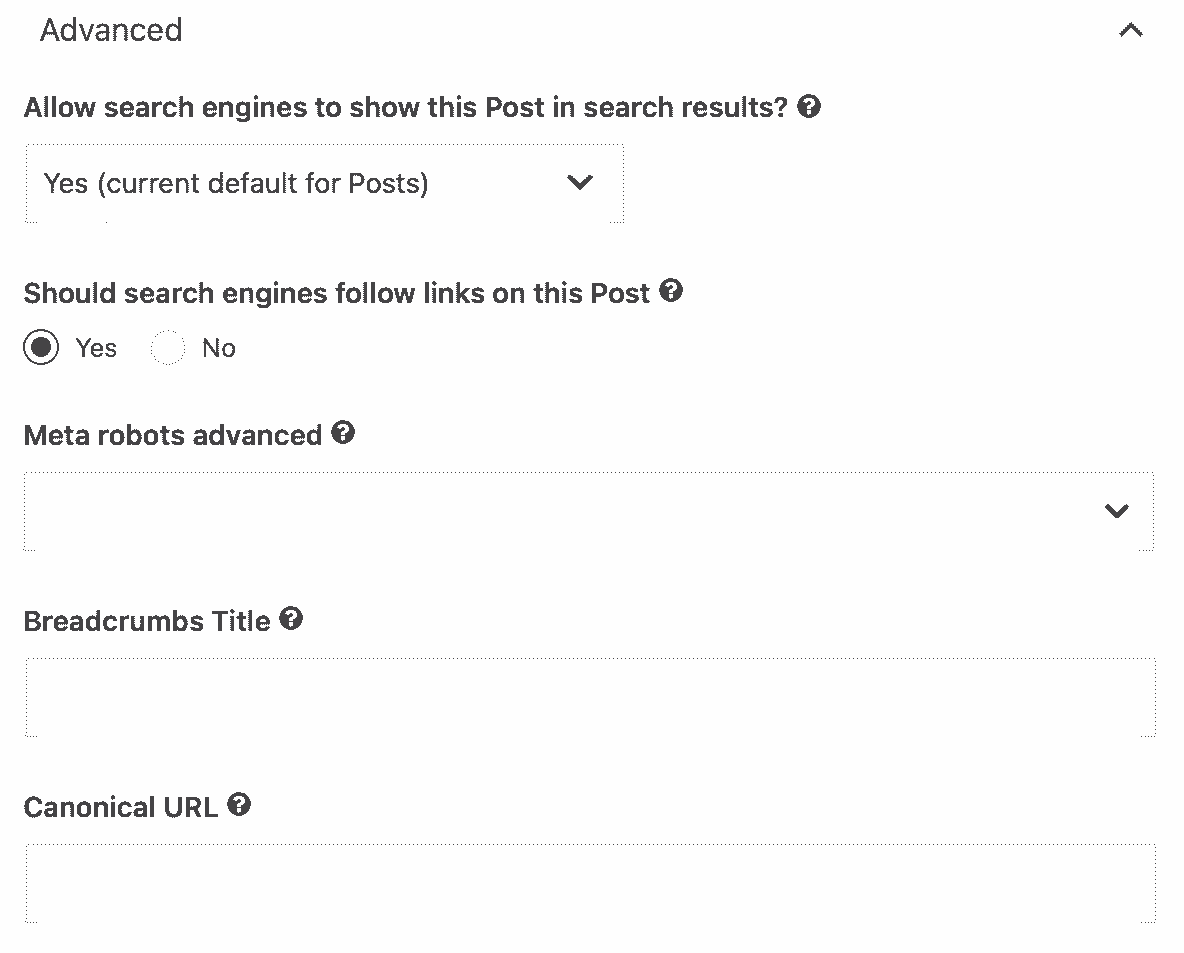 Advanced
Allow search engines to show this Post in search results?
Yes (current default for Posts)
Should search engines follow links on this Post
Yes No
Meta robots advanced
Breadcrumbs Title
Canonical URL